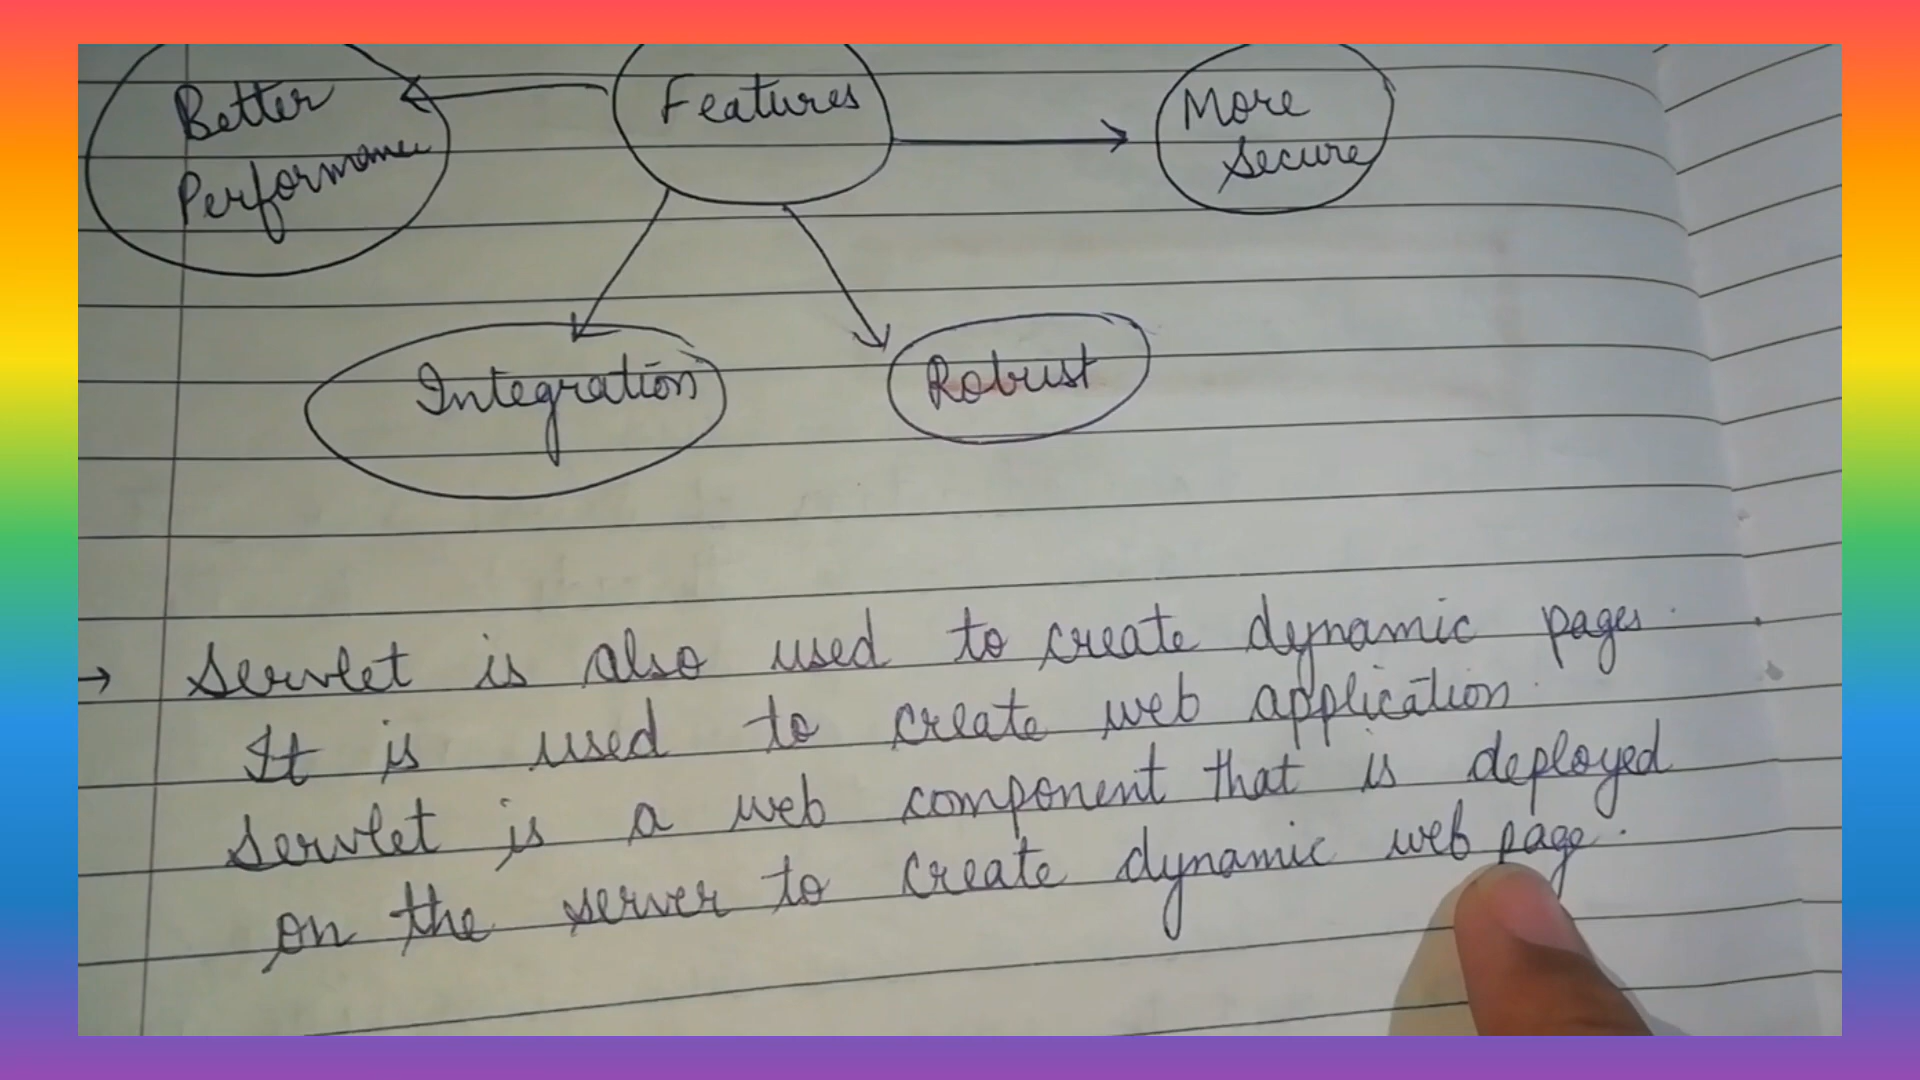 Better
Performance
Features
More
Secure
Integration
Robust
→ Servlet is also used to create dynamic pages.
It is used to create web application.
Servlet is a web component that is deployed
on the server to create dynamic web page.